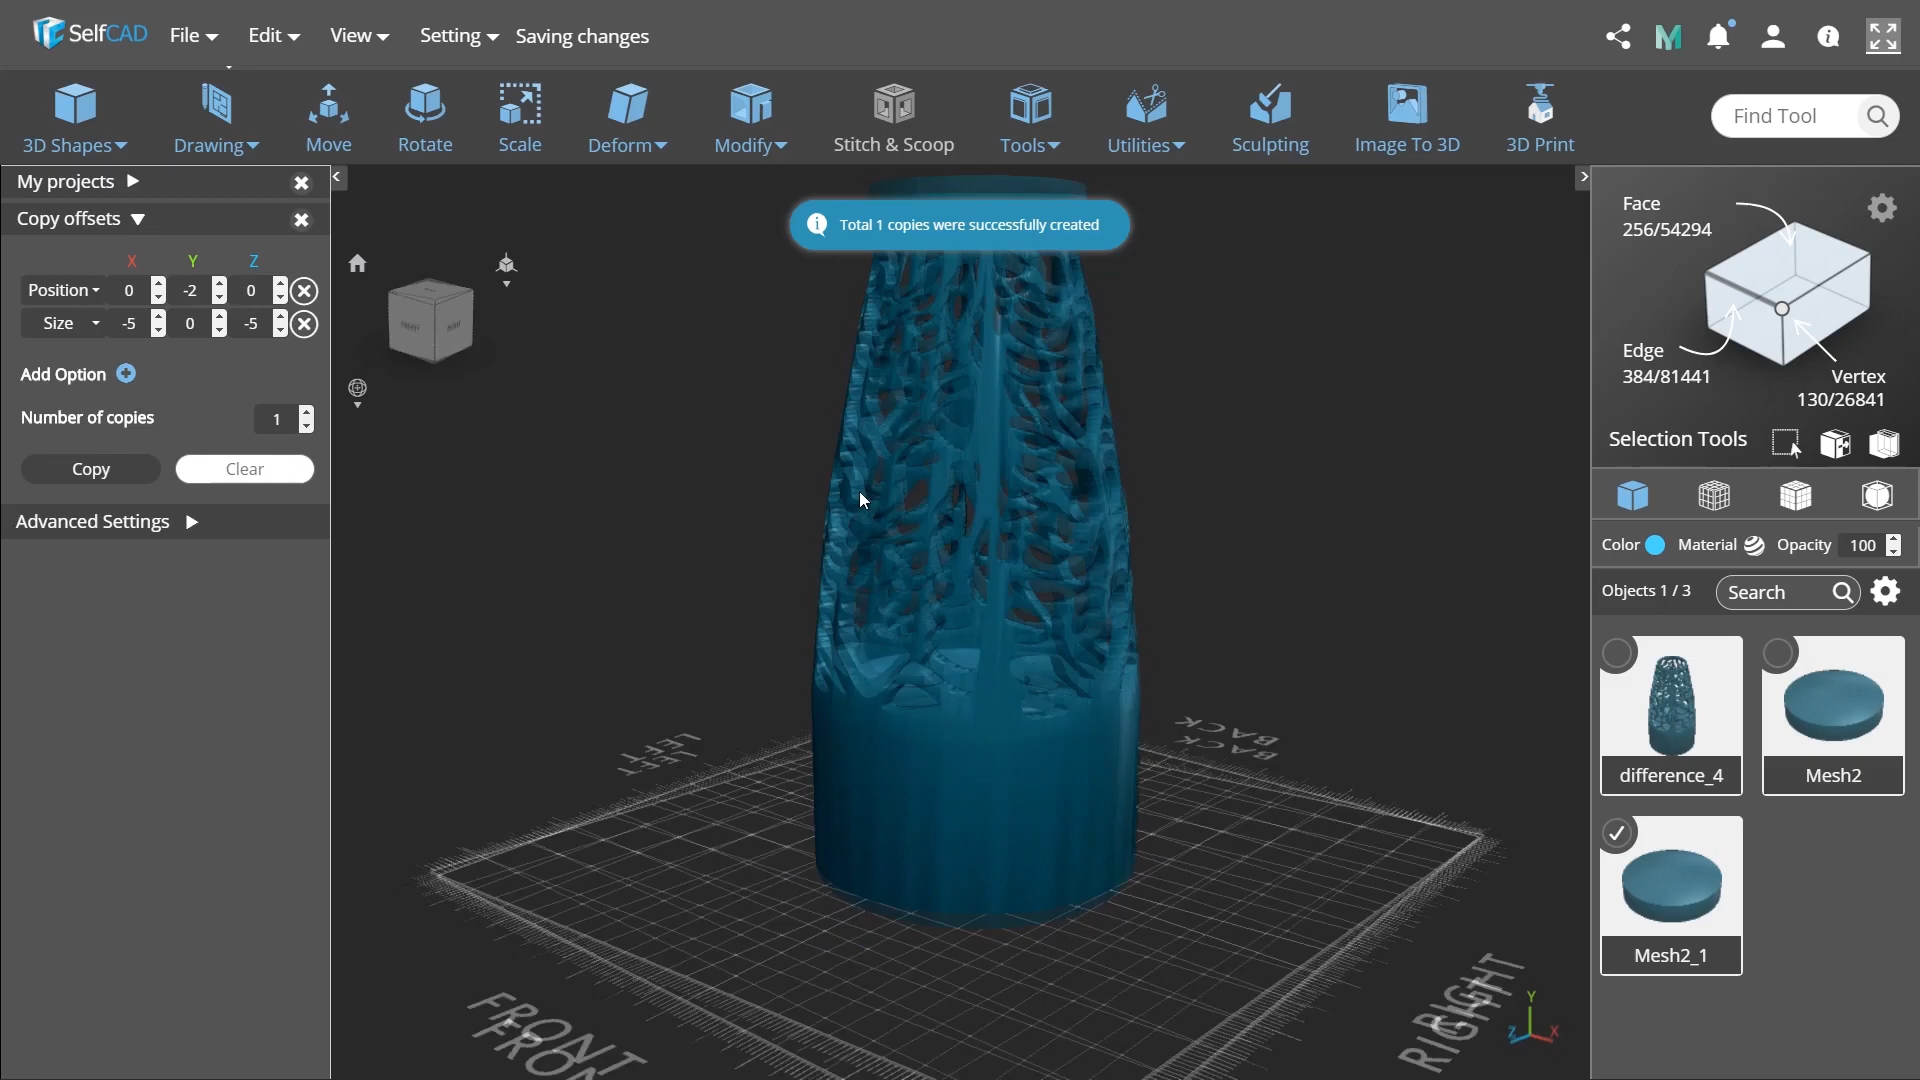 SelfCAD File Edit View Setting Saving changes
3D Shapes Drawing Move Rotate Scale Deform Modify Stitch & Scoop Tools Utilities Sculpting Image To 3D 3D Print Find Tool
My projects
Copy offsets
X Y Z
Position 0 -2 0
Size -5 0 -5
Add Option
Number of copies 1
Copy Clear
Advanced Settings
Total 1 copies were successfully created
LEFT
LEFT
BACK
BACK
FRONT
FRONT
RIGHT
RIGHT
Y
Z X
Face
256/54294
Edge
384/81441
Vertex
130/26841
Selection Tools
Color Material Opacity 100
Objects 1 / 3 Search
difference_4 Mesh2
Mesh2_1